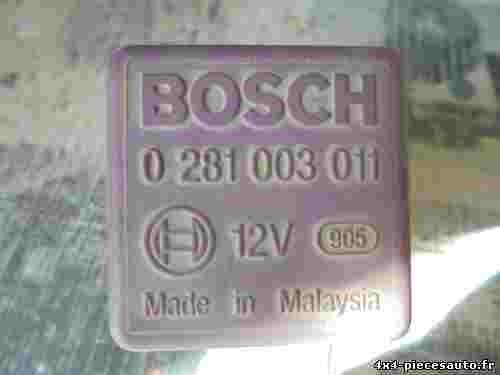 BOSCH
0 281 003 011
12V 905
Made in Malaysia
4x4-piecesauto.fr